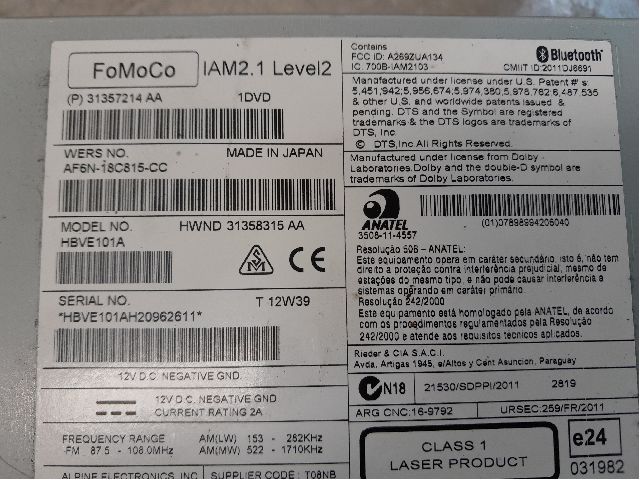 FoMoCo
IAM2.1 Level2
(P) 31357214 AA
1DVD
WERS NO.
MADE IN JAPAN
AF6N-18C815-CC
MODEL NO.
HWND 31358315 AA
HBVE101A
CE
SERIAL NO.
T 12W39
*HBVE101AH20962611*
12V D.C. NEGATIVE GND
12V D.C. NEGATIVE GND
CURRENT RATING 2A
FREQUENCY RANGE
AM(LW) 153 - 282KHz
FM 87.5 - 108.0MHz
AM(MW) 522 - 1710KHz
ALPINE ELECTRONICS, INC
SUPPLIER CODE : T08NB
Contains
FCC ID: A269ZUA134
IC: 700B-IAM2103
Bluetooth
CMIIT ID:2011DJ6691
Manufactured under license under U.S. Patent #'s
5,451,942;5,956,674;5,974,380;5,978,762;6,487,535
& other U.S. and worldwide patents issued &
pending. DTS and the Symbol are registered
trademarks & the DTS logos are trademarks of
DTS, Inc
© DTS,Inc.All Rights Reserved.
Manufactured under license from Dolby
Laboratories.Dolby and the double-D symbol are
trademarks of Dolby Laboratories.
ANATEL
3508-11-4557
(01)07898994206040
Resolução 506 - ANATEL:
Este equipamento opera em caráter secundário, isto é, não tem
direito a proteção contra interferência prejudicial, mesmo de
estações do mesmo tipo, e não pode causar interferência a
sistemas operando em caráter primário.
Resolução 242/2000
Este equipamento está homologado pela ANATEL, de acordo
com os procedimentos regulamentados pela Resolução
242/2000 e atende aos requisitos técnicos aplicados.
Rieder & CIA S.A.C.I.
Avda. Artigas 1945, e/Altos y Cent Asuncion, Paraguay
N18
21530/SDPPI/2011
2819
ARG CNC:16-9792
URSEC:259/FR/2011
CLASS 1
LASER PRODUCT
e24
031982